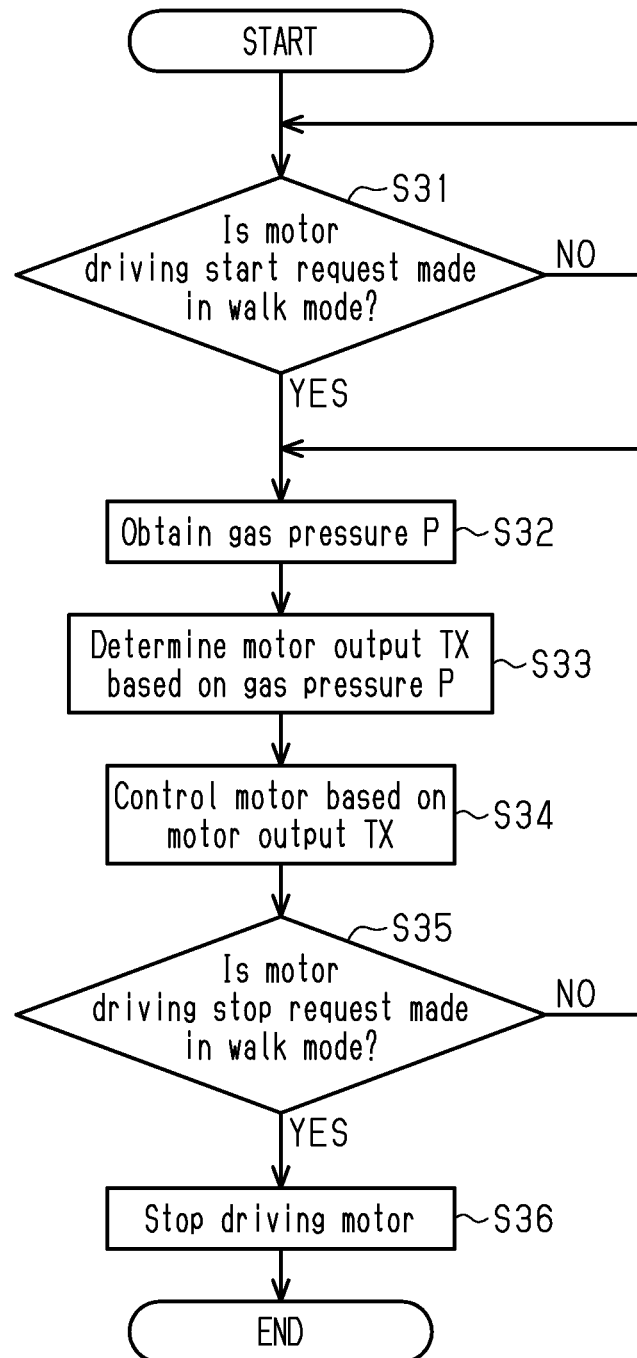 START
S31
Is motor
driving start request made
in walk mode?
NO
YES
Obtain gas pressure P
S32
Determine motor output TX
based on gas pressure P
S33
Control motor based on
motor output TX
S34
S35
Is motor
driving stop request made
in walk mode?
NO
YES
Stop driving motor
S36
END